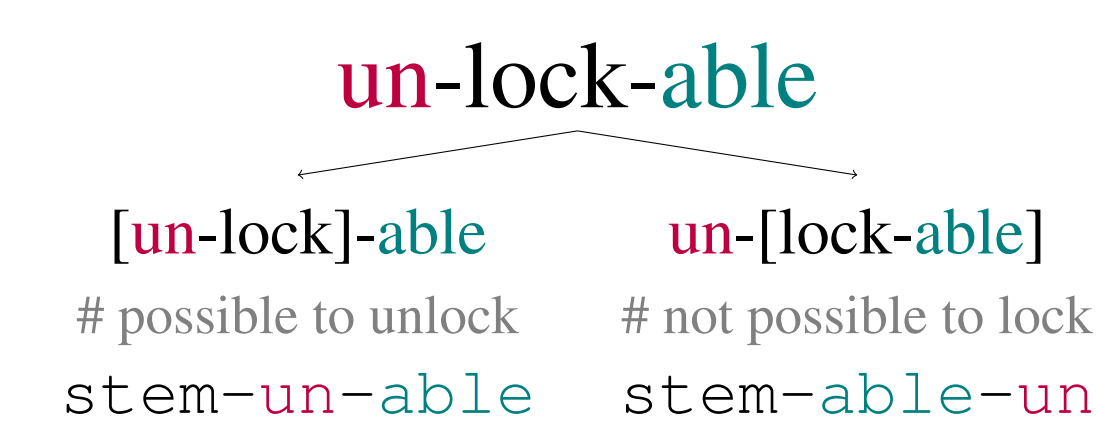 un-lock-able
[un-lock]-able un-[lock-able]
# possible to unlock # not possible to lock
stem-un-able stem-able-un